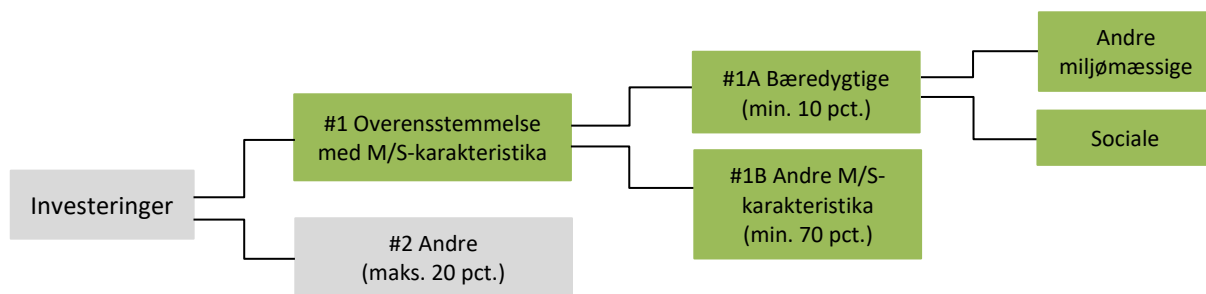 Investeringer
#1 Overensstemmelse
med M/S-karakteristika
#2 Andre
(maks. 20 pct.)
#1A Bæredygtige
(min. 10 pct.)
#1B Andre M/S-
karakteristika
(min. 70 pct.)
Andre
miljømæssige
Sociale